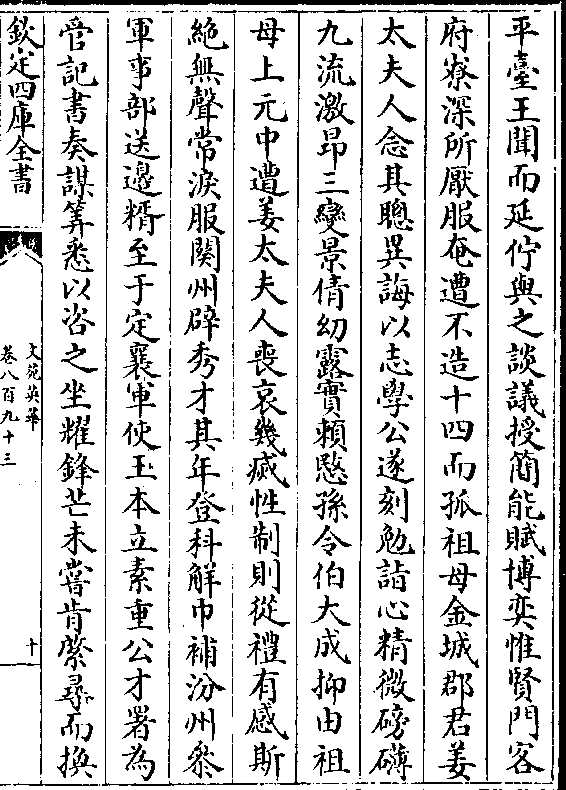 平臺王聞而延佇與之談議授簡能賦博奕惟賢門客
府寮深所厭服奄遭不造十四而孤祖母金城郡君姜
太夫人念其聰異誨以志學公遂刻勉詣心精微磅礴
九流激昂三變景倩幼露實賴愍孫令伯大成抑由祖
母上元中遭姜太夫人喪哀幾滅性制則從禮有感斯
絶無聲常淚服闋州辟秀才其年登科解巾補汾州叅
軍事部送邊糈至于定襄軍使王本立素重公才署為
管記書奏謀筭悉以咨之坐耀鋒芒未嘗肯綮尋而換
欽定四庫全書
文苑英華
卷八百九十三
十